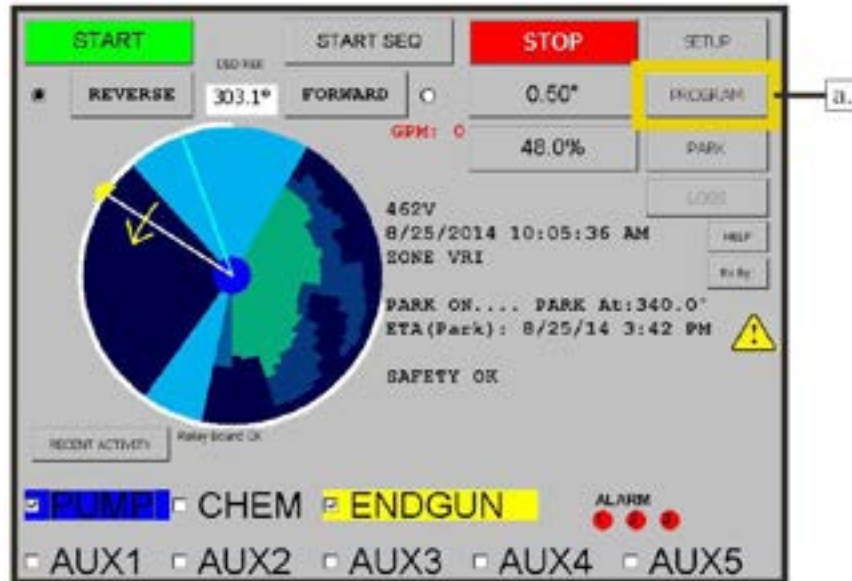 START
START SEQ
STOP
SETUP
REVERSE
303.1°
FORWARD
0.50"
PROGRAM
a.
GPM: 0
48.0%
PARK
LOGS
462V
8/25/2014 10:05:36 AM
HELP
ZONE VRI
PARK ON.... PARK At:340.0°
ETA(Park): 8/25/14 3:42 PM
SAFETY OK
RECENT ACTIVITY
Relay Board OK
PUMP
CHEM
ENDGUN
ALARM
AUX1
AUX2
AUX3
AUX4
AUX5